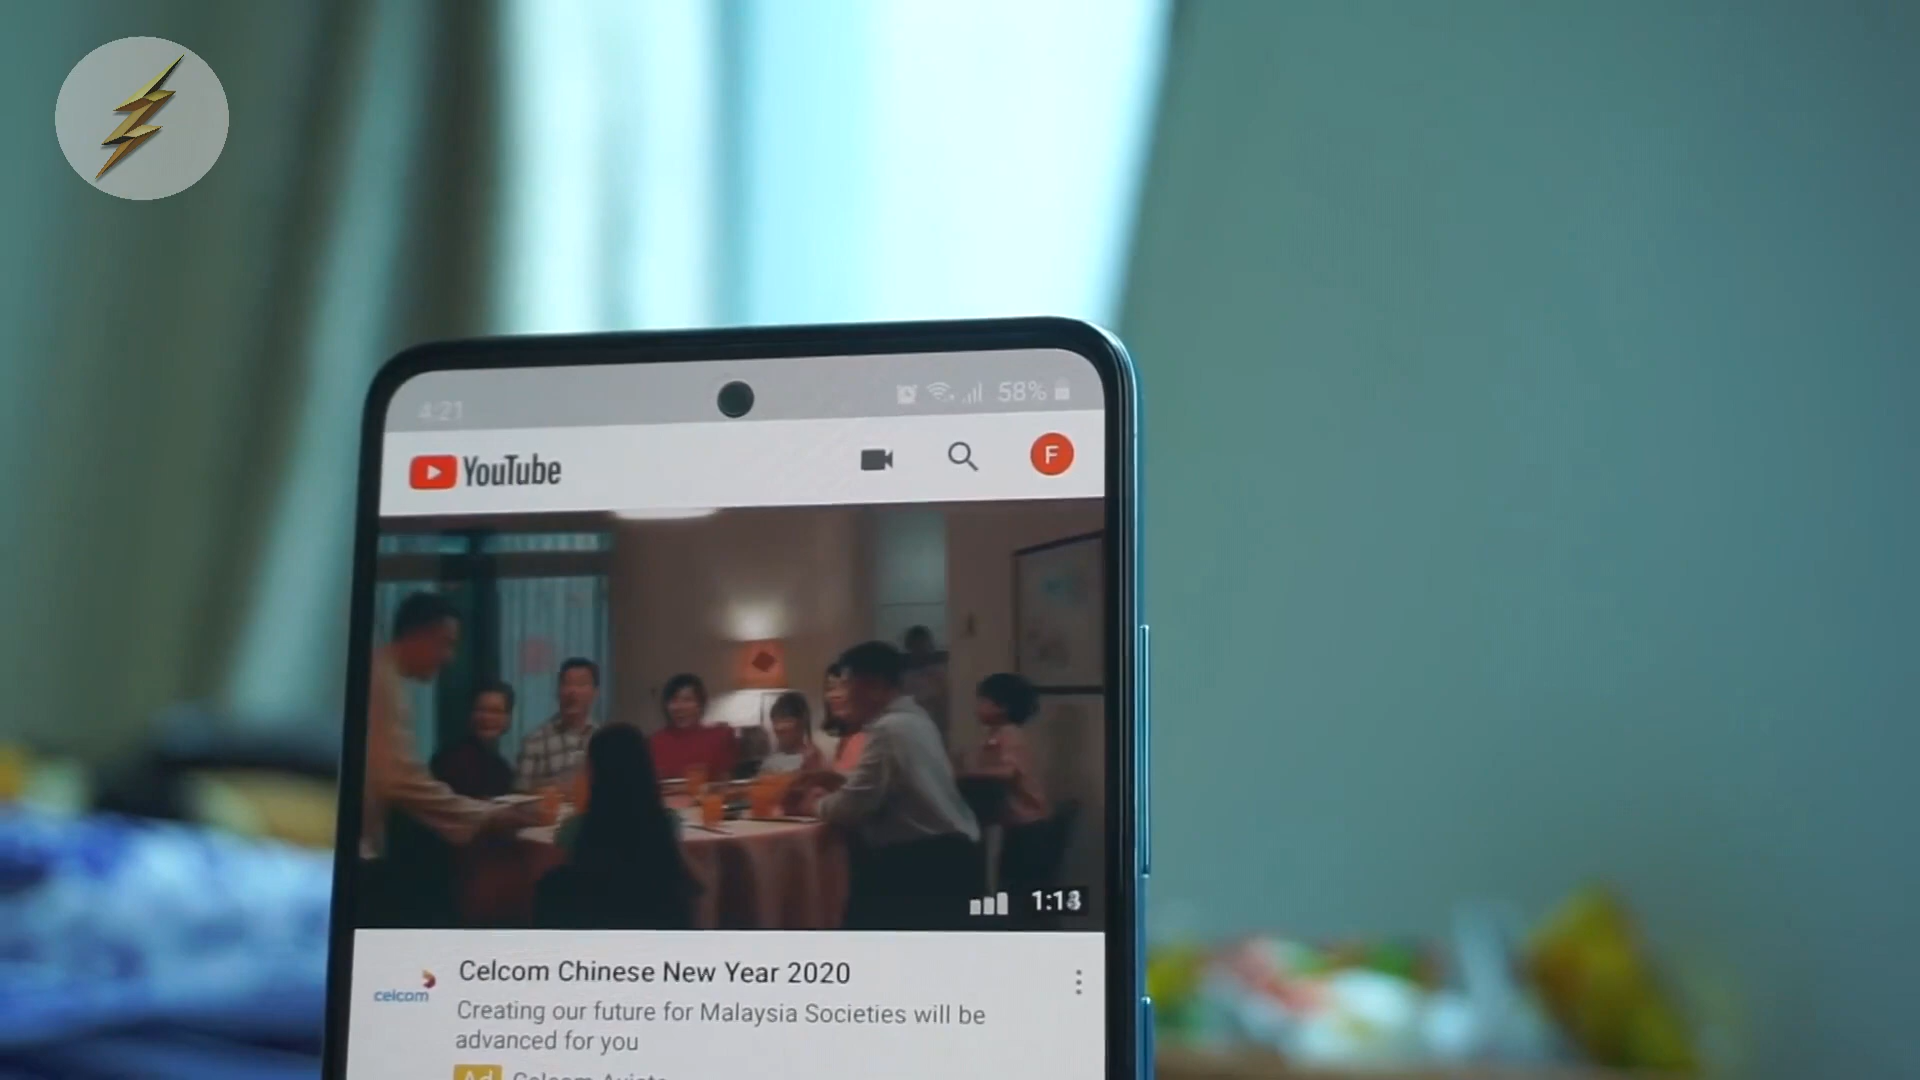 4:21
58%
YouTube
F
1:13
celcom
Celcom Chinese New Year 2020
Creating our future for Malaysia Societies will be
advanced for you
Ad